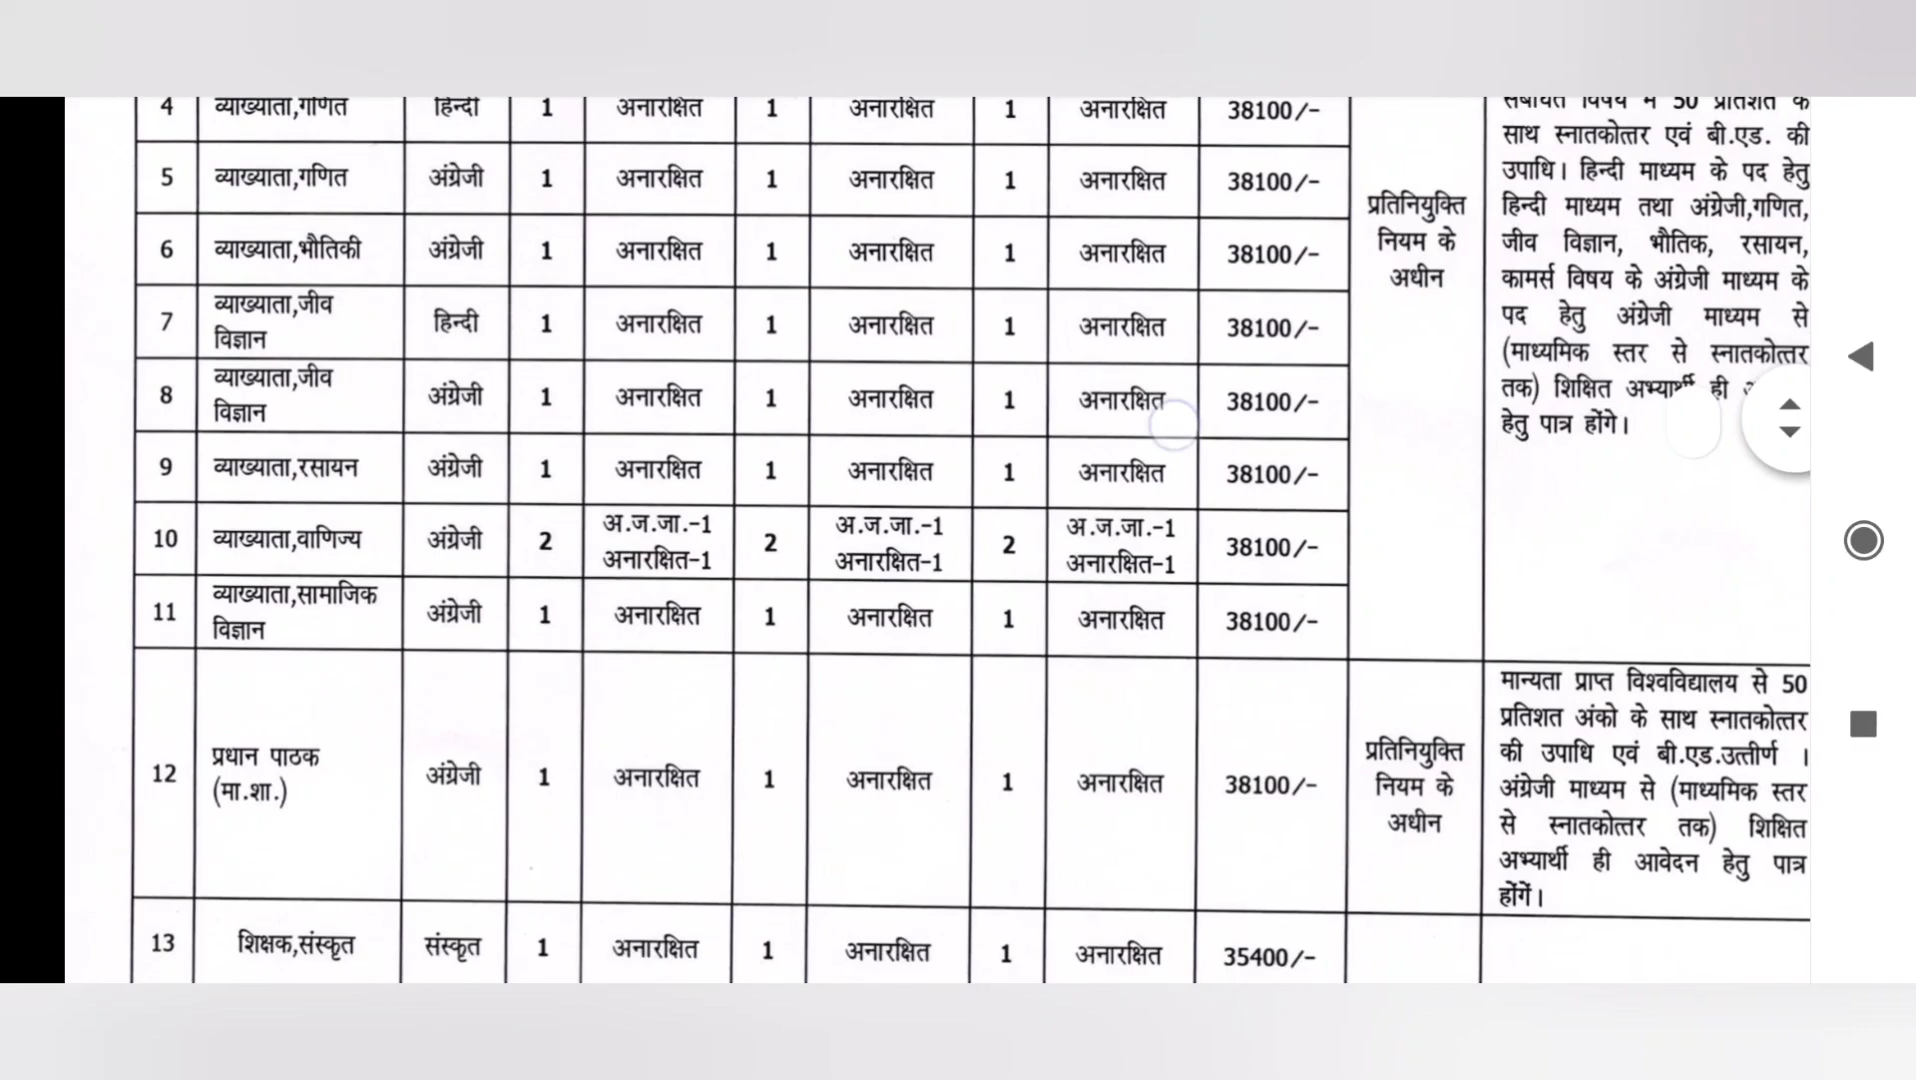 4 व्याख्याता,गणित हिन्दी 1 अनारक्षित 1 अनारक्षित 1 अनारक्षित 38100/-
5 व्याख्याता,गणित अंग्रेजी 1 अनारक्षित 1 अनारक्षित 1 अनारक्षित 38100/-
6 व्याख्याता,भौतिकी अंग्रेजी 1 अनारक्षित 1 अनारक्षित 1 अनारक्षित 38100/-
7 व्याख्याता,जीव
विज्ञान हिन्दी 1 अनारक्षित 1 अनारक्षित 1 अनारक्षित 38100/-
8 व्याख्याता,जीव
विज्ञान अंग्रेजी 1 अनारक्षित 1 अनारक्षित 1 अनारक्षित 38100/-
9 व्याख्याता,रसायन अंग्रेजी 1 अनारक्षित 1 अनारक्षित 1 अनारक्षित 38100/-
10 व्याख्याता,वाणिज्य अंग्रेजी 2 अ.ज.जा.-1 2 अ.ज.जा.-1 2 अ.ज.जा.-1 38100/-
अनारक्षित-1 अनारक्षित-1 अनारक्षित-1
11 व्याख्याता,सामाजिक
विज्ञान अंग्रेजी 1 अनारक्षित 1 अनारक्षित 1 अनारक्षित 38100/-
प्रतिनियुक्ति
नियम के
अधीन
विषय में 50 प्रतिशत के
साथ स्नातकोत्तर एवं बी.एड. की
उपाधि। हिन्दी माध्यम के पद हेतु
हिन्दी माध्यम तथा अंग्रेजी,गणित,
जीव विज्ञान, भौतिक, रसायन,
कामर्स विषय के अंग्रेजी माध्यम के
पद हेतु अंग्रेजी माध्यम से
(माध्यमिक स्तर से स्नातकोत्तर
तक) शिक्षित अभ्यार्थी ही
हेतु पात्र होंगे।
12 प्रधान पाठक
(मा.शा.) अंग्रेजी 1 अनारक्षित 1 अनारक्षित 1 अनारक्षित 38100/-
प्रतिनियुक्ति
नियम के
अधीन
मान्यता प्राप्त विश्वविद्यालय से 50
प्रतिशत अंको के साथ स्नातकोत्तर
की उपाधि एवं बी.एड.उत्तीर्ण ।
अंग्रेजी माध्यम से (माध्यमिक स्तर
से स्नातकोत्तर तक) शिक्षित
अभ्यार्थी ही आवेदन हेतु पात्र
होंगें।
13 शिक्षक,संस्कृत संस्कृत 1 अनारक्षित 1 अनारक्षित 1 अनारक्षित 35400/-